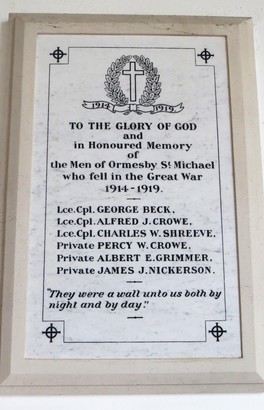 1914 1919
TO THE GLORY OF GOD
and
in Honoured Memory
of
the Men of Ormesby St Michael
who fell in the Great War
1914-1919.
Lce.Cpl. GEORGE BECK.
Lce.Cpl. ALFRED J. CROWE.
Lce.Cpl. CHARLES W. SHREEVE.
Private PERCY W. CROWE.
Private ALBERT E. GRIMMER.
Private JAMES J. NICKERSON.
"They were a wall unto us both by
night and by day."